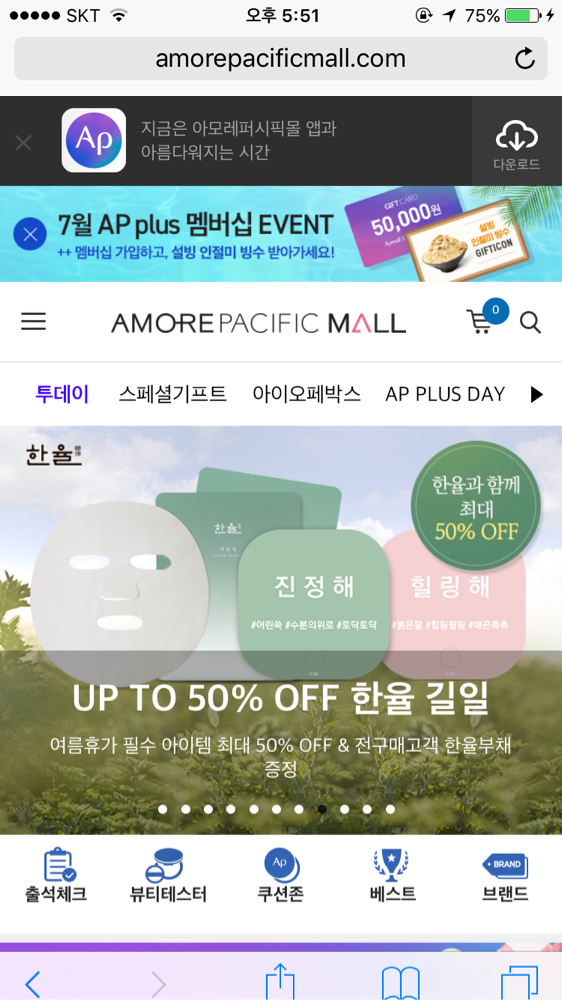 SKT 오후 5:51 75%
amorepacificmall.com
Ap 지금은 아모레퍼시픽몰 앱과
아름다워지는 시간
다운로드
7월 AP plus 멤버십 EVENT
++ 멤버십 가입하고, 설빙 인절미 빙수 받아가세요!
GIFTCARD
50,000원
설빙
인절미 빙수
GIFTICON
AMOREPACIFIC MALL
0
투데이 스페셜기프트 아이오페박스 AP PLUS DAY
한율
한율과 함께
최대
50% OFF
한율
진정해
#어린쑥 #수분의위로 #토닥토닥
힐링해
#붉은팥 #힐링필링 #매끈촉촉
UP TO 50% OFF 한율 길일
여름휴가 필수 아이템 최대 50% OFF & 전구매고객 한율부채
증정
출석체크
뷰티테스터
Ap
쿠션존
베스트
BRAND
브랜드